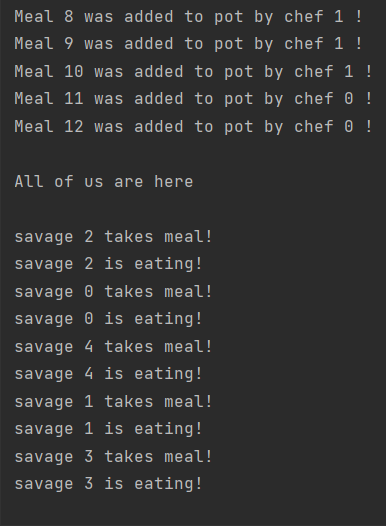 Meal 8 was added to pot by chef 1 !
Meal 9 was added to pot by chef 1 !
Meal 10 was added to pot by chef 1 !
Meal 11 was added to pot by chef 0 !
Meal 12 was added to pot by chef 0 !
All of us are here
savage 2 takes meal!
savage 2 is eating!
savage 0 takes meal!
savage 0 is eating!
savage 4 takes meal!
savage 4 is eating!
savage 1 takes meal!
savage 1 is eating!
savage 3 takes meal!
savage 3 is eating!